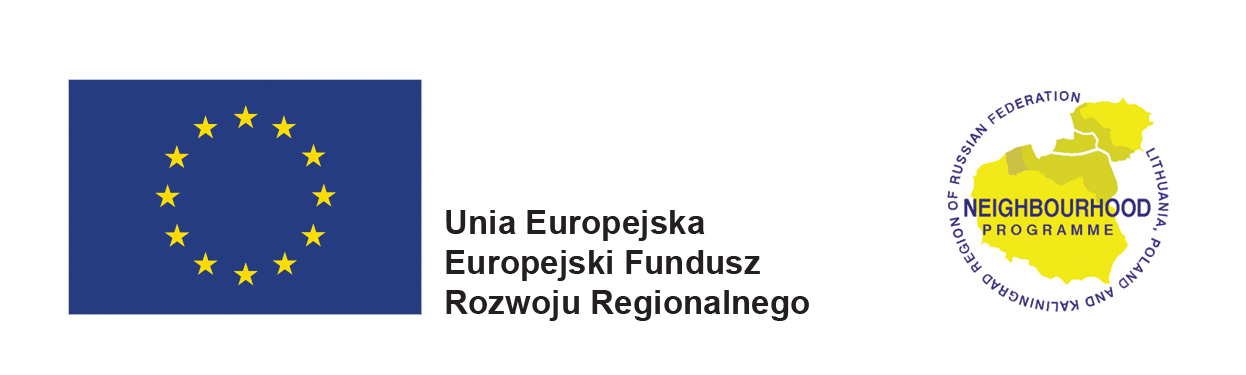 Unia Europejska
Europejski Fundusz
Rozwoju Regionalnego
LITHUANIA, POLAND AND KALININGRAD REGION OF RUSSIAN FEDERATION
NEIGHBOURHOOD
PROGRAMME